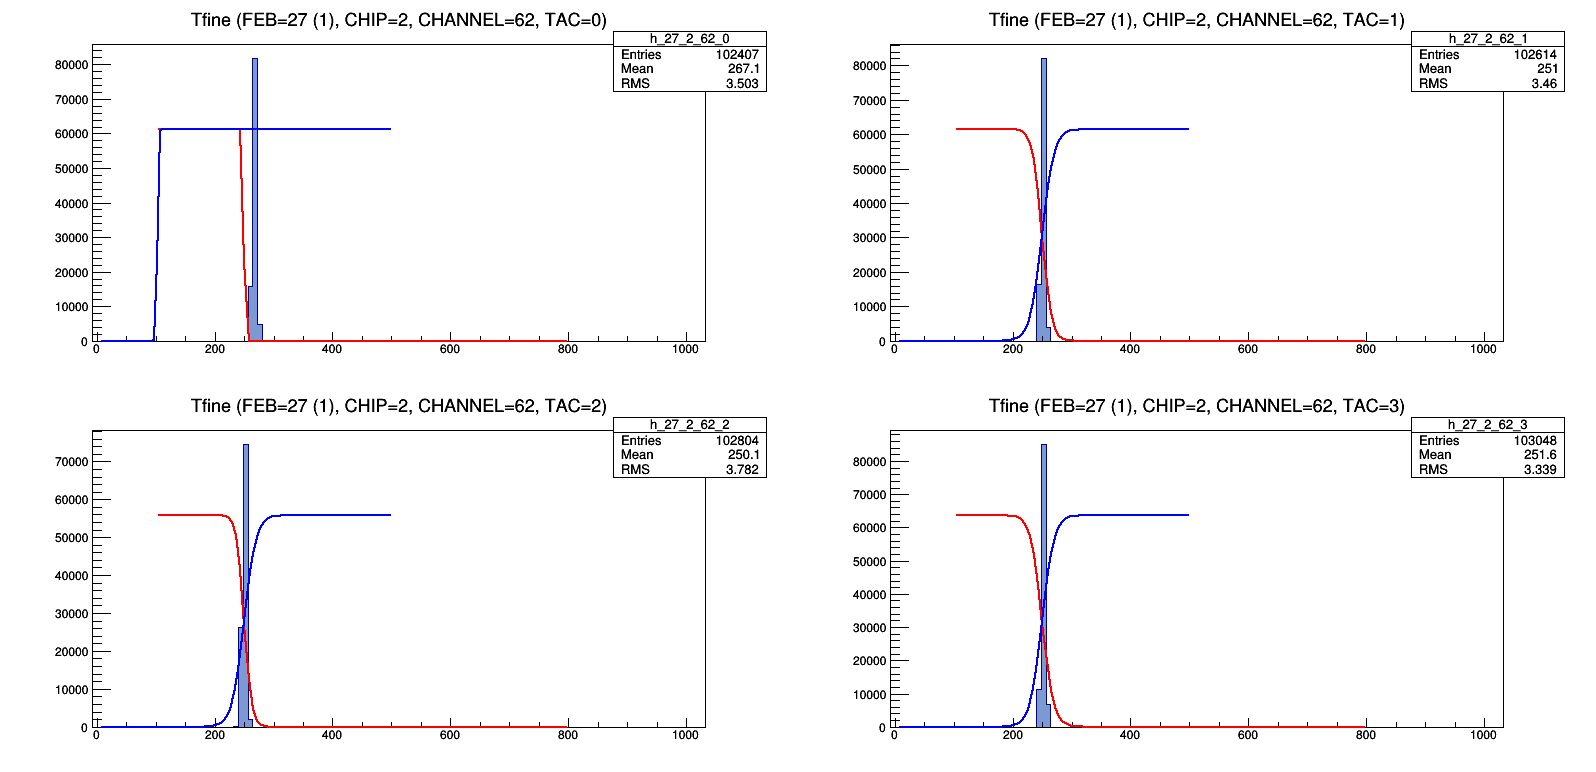 Tfine (FEB=27 (1), CHIP=2, CHANNEL=62, TAC=0)
h_27_2_62_0
Entries 102407
Mean 267.1
RMS 3.503
80000
70000
60000
50000
40000
30000
20000
10000
0
0 200 400 600 800 1000
Tfine (FEB=27 (1), CHIP=2, CHANNEL=62, TAC=1)
h_27_2_62_1
Entries 102614
Mean 251
RMS 3.46
80000
70000
60000
50000
40000
30000
20000
10000
0
0 200 400 600 800 1000
Tfine (FEB=27 (1), CHIP=2, CHANNEL=62, TAC=2)
h_27_2_62_2
Entries 102804
Mean 250.1
RMS 3.782
70000
60000
50000
40000
30000
20000
10000
0
0 200 400 600 800 1000
Tfine (FEB=27 (1), CHIP=2, CHANNEL=62, TAC=3)
h_27_2_62_3
Entries 103048
Mean 251.6
RMS 3.339
80000
70000
60000
50000
40000
30000
20000
10000
0
0 200 400 600 800 1000